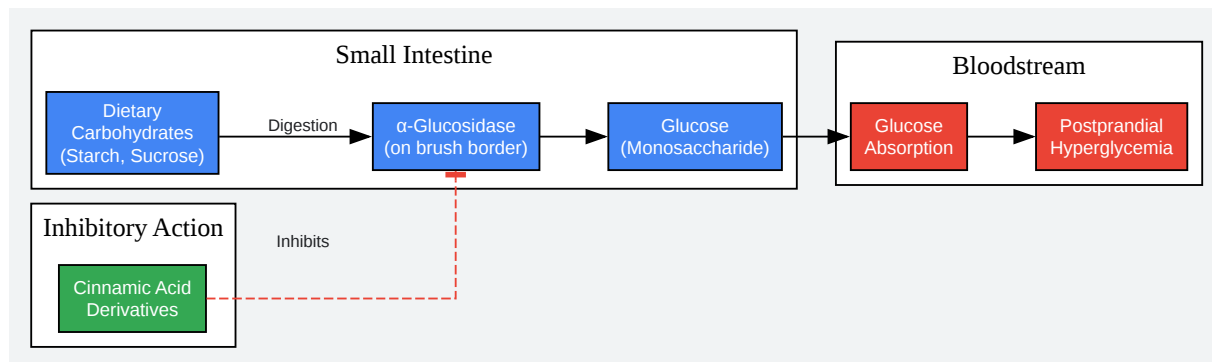 Small Intestine
Dietary
Carbohydrates
(Starch, Sucrose)
Digestion
α-Glucosidase
(on brush border)
Glucose
(Monosaccharide)
Bloodstream
Glucose
Absorption
Postprandial
Hyperglycemia
Inhibitory Action
Cinnamic Acid
Derivatives
Inhibits